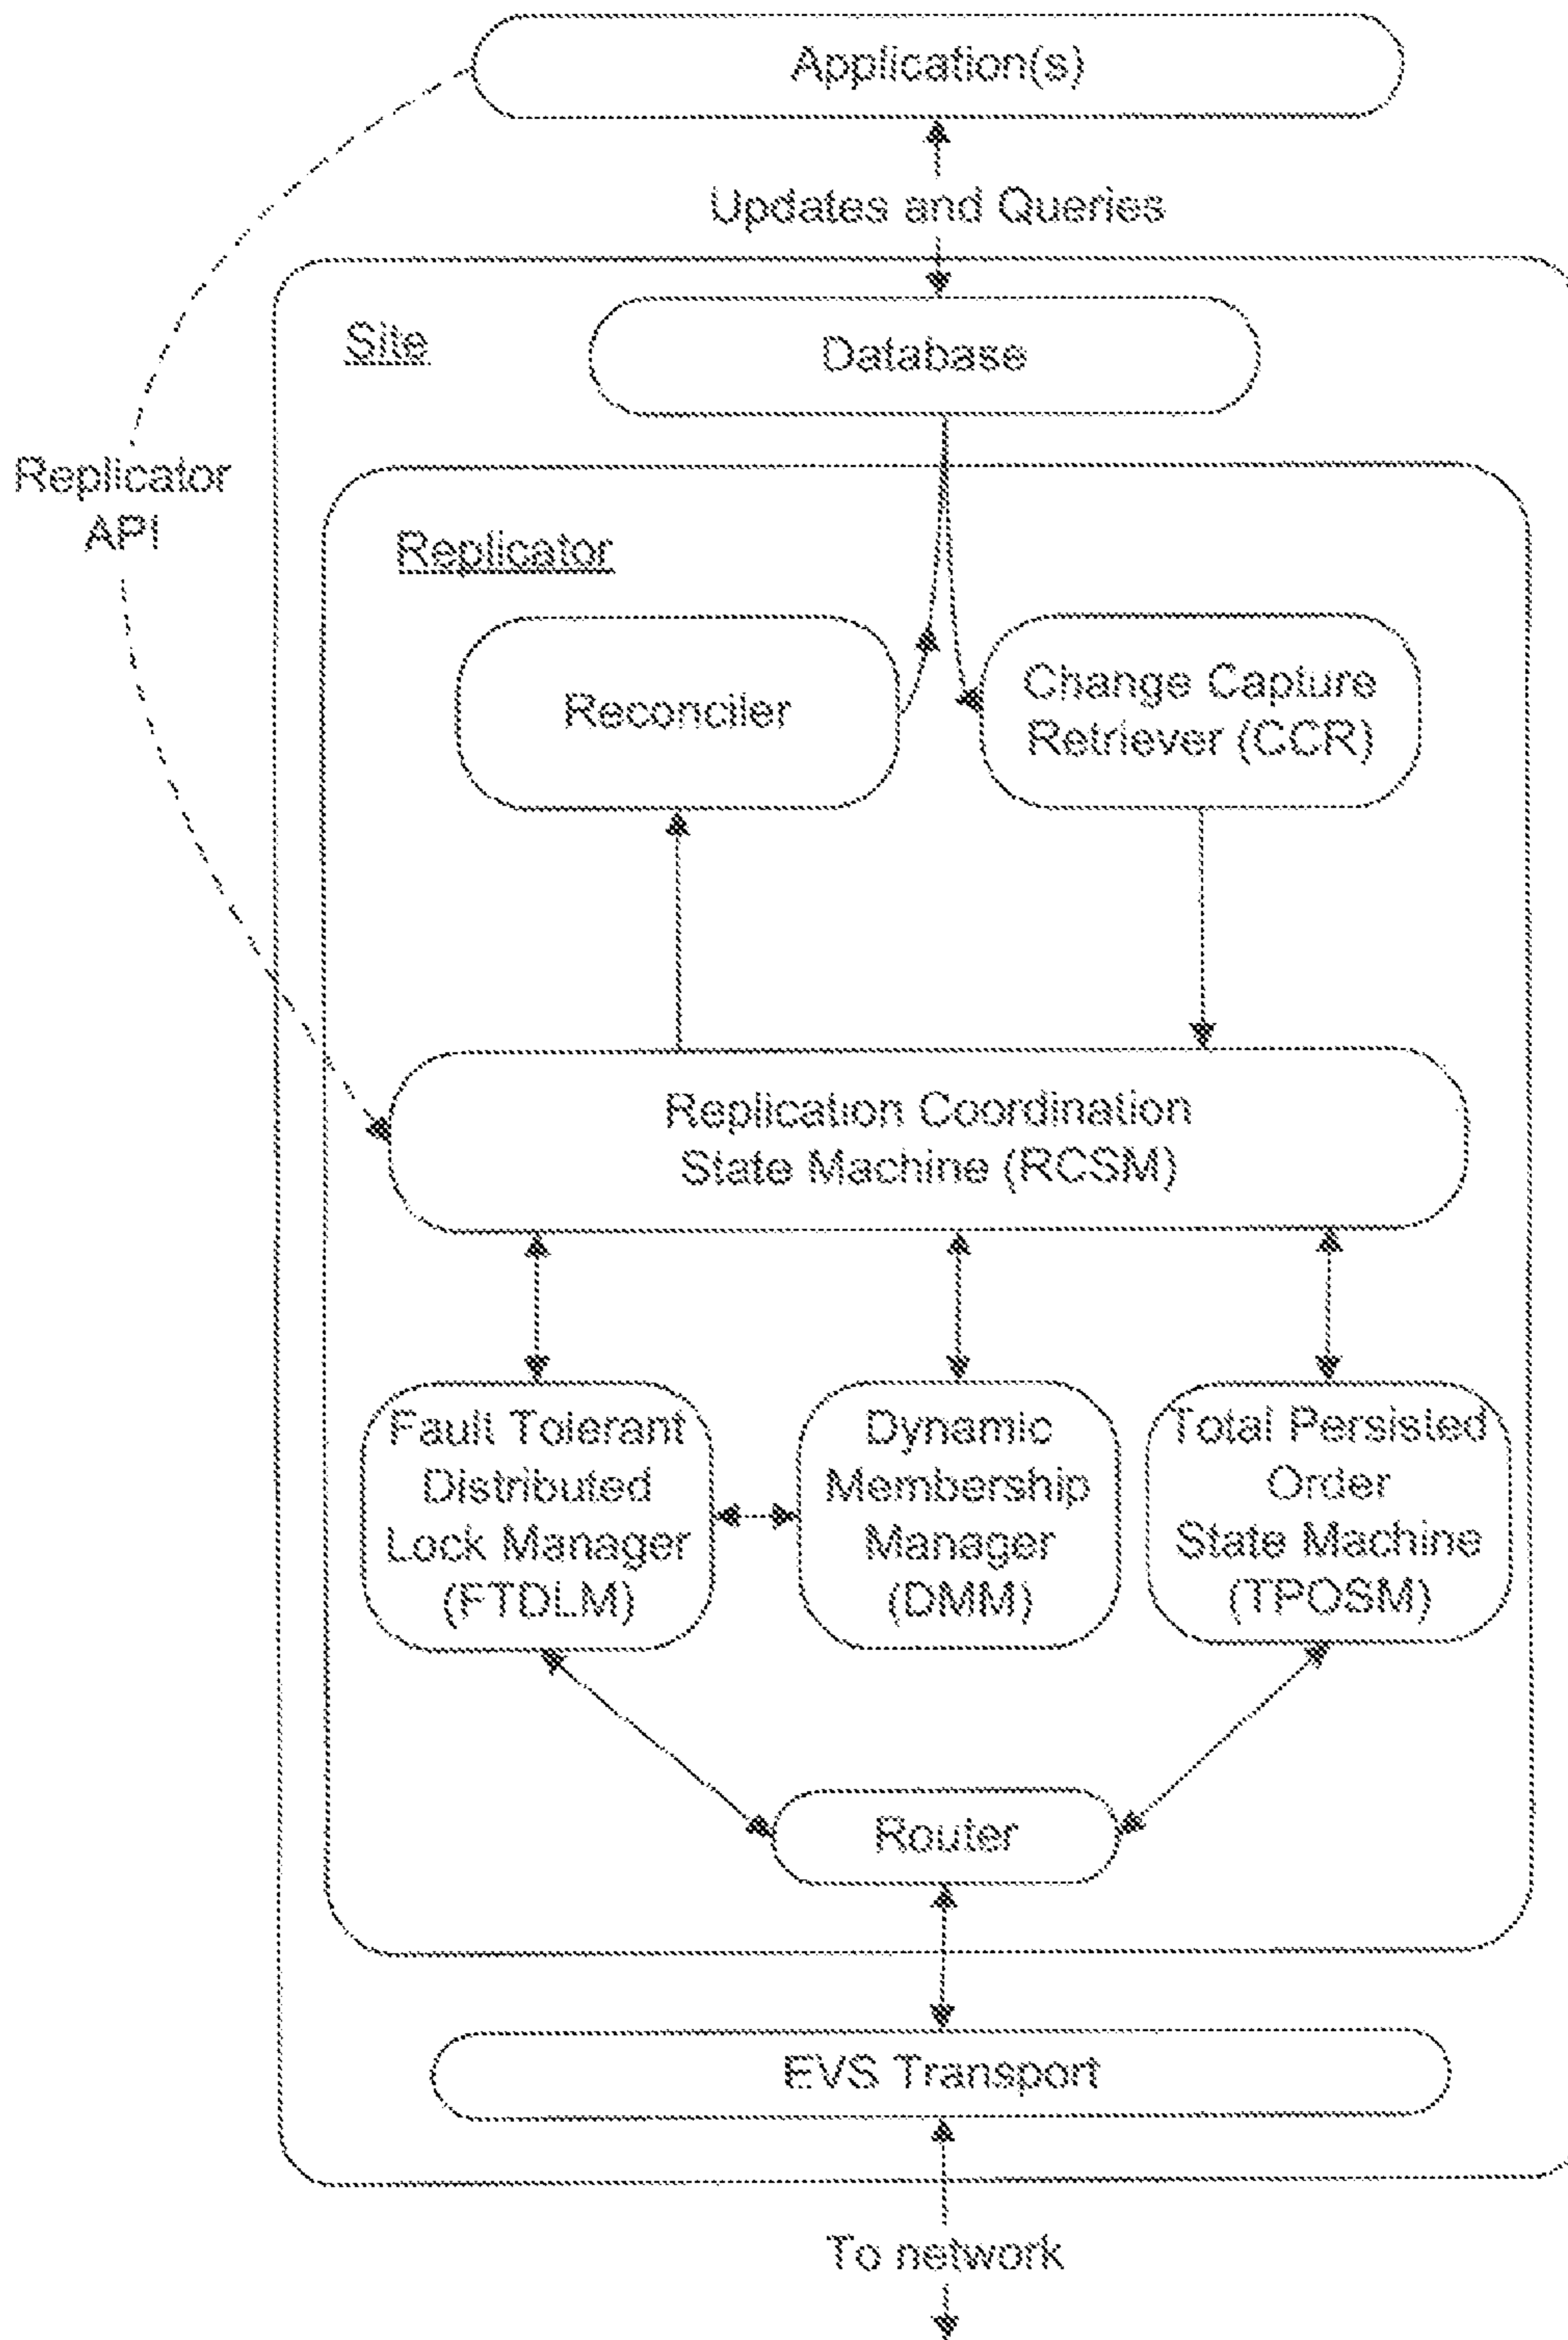 Application(s)
Updates and Queries
Site
Database
Replicator
API
Replicator
Reconciler
Change Capture
Retriever (CCR)
Replication Coordination
State Machine (RCSM)
Fault Tolerant
Distributed
Lock Manager
(FTDLM)
Dynamic
Membership
Manager
(DMM)
Total Persisted
Order
State Machine
(TPOSM)
Router
EVS Transport
To network